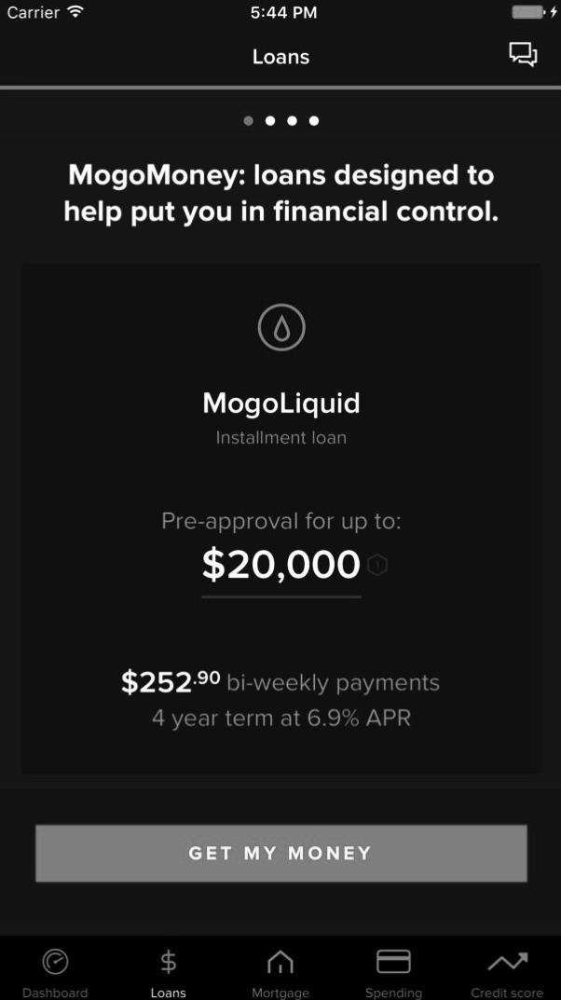 Carrier 5:44 PM
Loans
MogoMoney: loans designed to
help put you in financial control.
MogoLiquid
Installment loan
Pre-approval for up to:
$20,000
$252.90 bi-weekly payments
4 year term at 6.9% APR
GET MY MONEY
Dashboard Loans Mortgage Spending Credit score